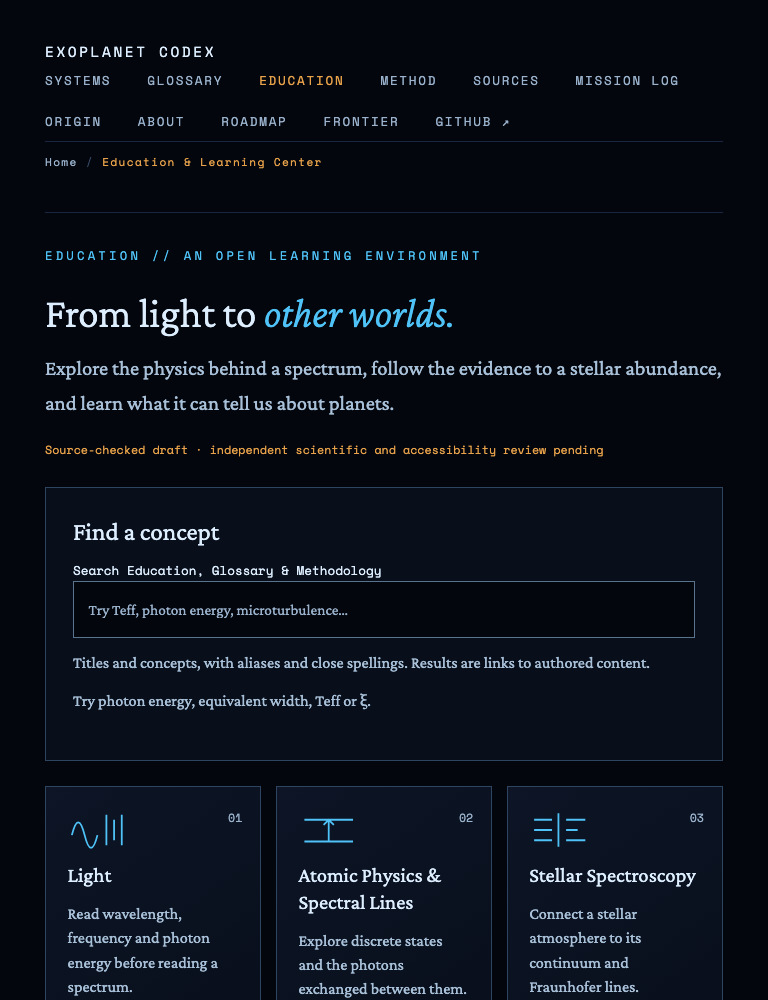 EXOPLANET CODEX
SYSTEMS GLOSSARY EDUCATION METHOD SOURCES MISSION LOG
ORIGIN ABOUT ROADMAP FRONTIER GITHUB ↗
Home / Education & Learning Center
EDUCATION // AN OPEN LEARNING ENVIRONMENT
From light to other worlds.
Explore the physics behind a spectrum, follow the evidence to a stellar abundance,
and learn what it can tell us about planets.
Source-checked draft · independent scientific and accessibility review pending
Find a concept
Search Education, Glossary & Methodology
Try Teff, photon energy, microturbulence…
Titles and concepts, with aliases and close spellings. Results are links to authored content.
Try photon energy, equivalent width, Teff or ξ.
01
Light
Read wavelength,
frequency and photon
energy before reading a
spectrum.
02
Atomic Physics &
Spectral Lines
Explore discrete states
and the photons
exchanged between them.
03
Stellar Spectroscopy
Connect a stellar
atmosphere to its
continuum and
Fraunhofer lines.